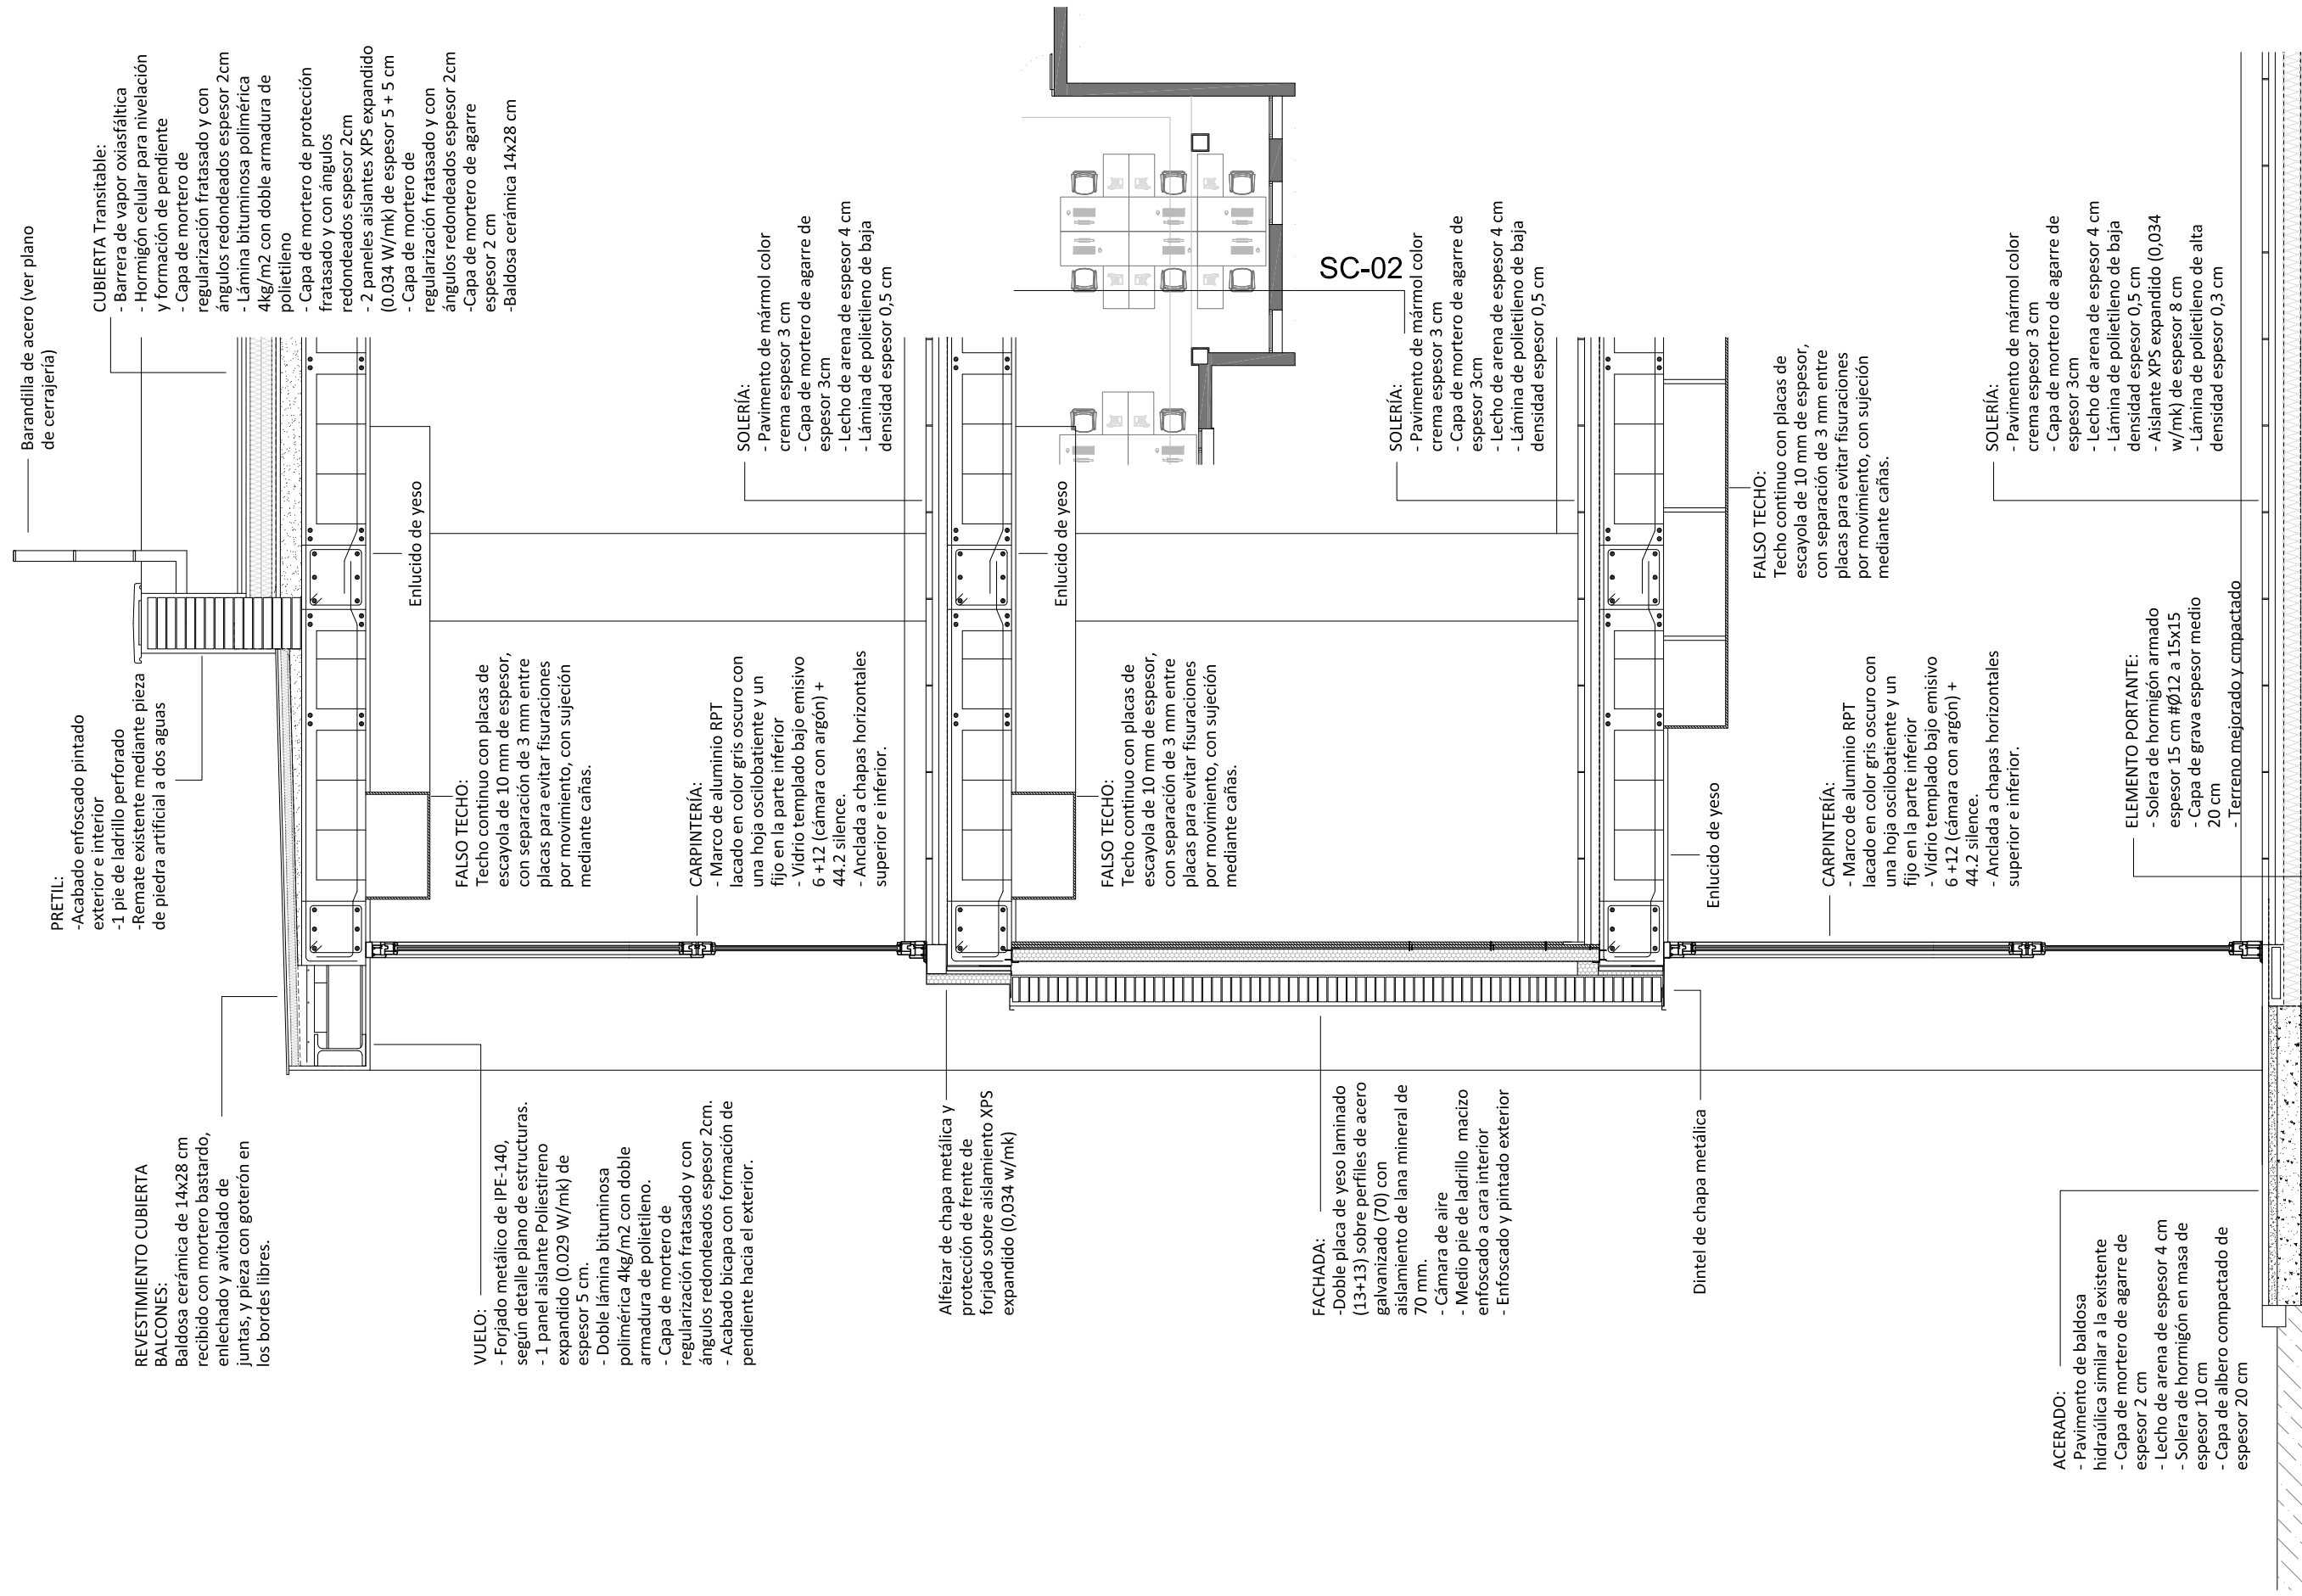 Barandilla de acero (ver plano
de cerrajería)
CUBIERTA Transitable:
- Barrera de vapor oxiasfáltica
- Hormigón celular para nivelación
y formación de pendiente
- Capa de mortero de
regularización fratasado y con
ángulos redondeados espesor 2cm
- Lámina bituminosa polimérica
4kg/m2 con doble armadura de
polietileno
- Capa de mortero de protección
fratasado y con ángulos
redondeados espesor 2cm
- 2 paneles aislantes XPS expandido
(0.034 W/mk) de espesor 5 + 5 cm
- Capa de mortero de
regularización fratasado y con
ángulos redondeados espesor 2cm
-Capa de mortero de agarre
espesor 2 cm
-Baldosa cerámica 14x28 cm
PRETIL:
-Acabado enfoscado pintado
exterior e interior
-1 pie de ladrillo perforado
-Remate existente mediante pieza
de piedra artificial a dos aguas
REVESTIMIENTO CUBIERTA
BALCONES:
Baldosa cerámica de 14x28 cm
recibido con mortero bastardo,
enlechado y avitolado de
juntas, y pieza con goterón en
los bordes libres.
Enlucido de yeso
FALSO TECHO:
Techo continuo con placas de
escayola de 10 mm de espesor,
con separación de 3 mm entre
placas para evitar fisuraciones
por movimiento, con sujeción
mediante cañas.
VUELO:
- Forjado metálico de IPE-140,
según detalle plano de estructuras.
- 1 panel aislante Poliestireno
expandido (0.029 W/mk) de
espesor 5 cm.
- Doble lámina bituminosa
polimérica 4kg/m2 con doble
armadura de polietileno.
- Capa de mortero de
regularización fratasado y con
ángulos redondeados espesor 2cm.
- Acabado bicapa con formación de
pendiente hacia el exterior.
CARPINTERÍA:
- Marco de aluminio RPT
lacado en color gris oscuro con
una hoja oscilobatiente y un
fijo en la parte inferior
- Vidrio templado bajo emisivo
6 +12 (cámara con argón) +
44.2 silence.
- Anclada a chapas horizontales
superior e inferior.
SOLERÍA:
- Pavimento de mármol color
crema espesor 3 cm
- Capa de mortero de agarre de
espesor 3cm
- Lecho de arena de espesor 4 cm
- Lámina de polietileno de baja
densidad espesor 0,5 cm
Alfeizar de chapa metálica y
protección de frente de
forjado sobre aislamiento XPS
expandido (0,034 w/mk)
Enlucido de yeso
FALSO TECHO:
Techo continuo con placas de
escayola de 10 mm de espesor,
con separación de 3 mm entre
placas para evitar fisuraciones
por movimiento, con sujeción
mediante cañas.
SC-02
FACHADA:
-Doble placa de yeso laminado
(13+13) sobre perfiles de acero
galvanizado (70) con
aislamiento de lana mineral de
70 mm.
- Cámara de aire
- Medio pie de ladrillo macizo
enfoscado a cara interior
- Enfoscado y pintado exterior
SOLERÍA:
- Pavimento de mármol color
crema espesor 3 cm
- Capa de mortero de agarre de
espesor 3cm
- Lecho de arena de espesor 4 cm
- Lámina de polietileno de baja
densidad espesor 0,5 cm
Dintel de chapa metálica
Enlucido de yeso
FALSO TECHO:
Techo continuo con placas de
escayola de 10 mm de espesor,
con separación de 3 mm entre
placas para evitar fisuraciones
por movimiento, con sujeción
mediante cañas.
CARPINTERÍA:
- Marco de aluminio RPT
lacado en color gris oscuro con
una hoja oscilobatiente y un
fijo en la parte inferior
- Vidrio templado bajo emisivo
6 +12 (cámara con argón) +
44.2 silence.
- Anclada a chapas horizontales
superior e inferior.
SOLERÍA:
- Pavimento de mármol color
crema espesor 3 cm
- Capa de mortero de agarre de
espesor 3cm
- Lecho de arena de espesor 4 cm
- Lámina de polietileno de baja
densidad espesor 0,5 cm
- Aislante XPS expandido (0,034
w/mk) de espesor 8 cm
- Lámina de polietileno de alta
densidad espesor 0,3 cm
ELEMENTO PORTANTE:
- Solera de hormigón armado
espesor 15 cm #Ø12 a 15x15
- Capa de grava espesor medio
20 cm
- Terreno mejorado y cmpactado
ACERADO:
- Pavimento de baldosa
hidraúlica similar a la existente
- Capa de mortero de agarre de
espesor 2 cm
- Lecho de arena de espesor 4 cm
- Solera de hormigón en masa de
espesor 10 cm
- Capa de albero compactado de
espesor 20 cm